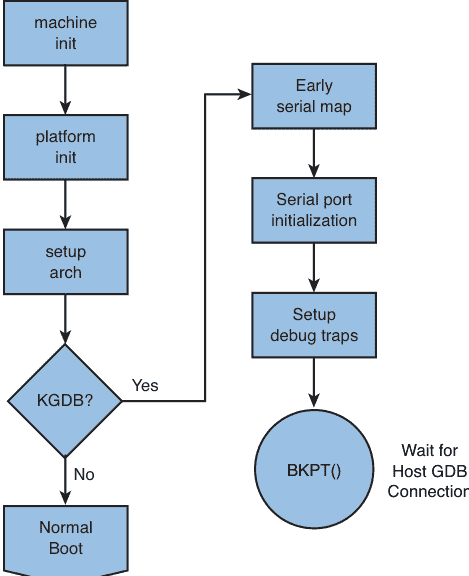 machine
init
platform
init
setup
arch
KGDB?
Yes
No
Normal
Boot
Early
serial map
Serial port
initialization
Setup
debug traps
BKPT()
Wait for
Host GDB
Connection